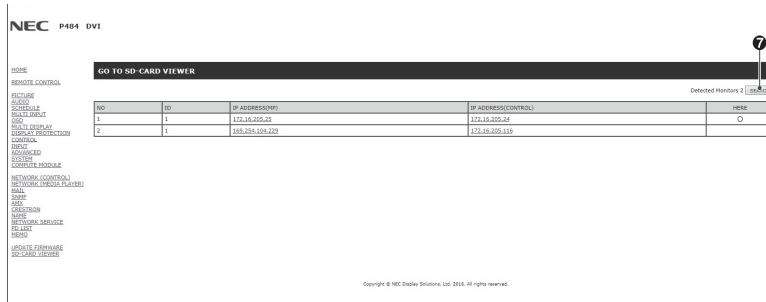 NEC P484 DVI
7
HOME
REMOTE CONTROL
PICTURE
AUDIO
SCHEDULE
MULTI INPUT
OSD
MULTI DISPLAY
DISPLAY PROTECTION
CONTROL
INPUT
ADVANCED
SYSTEM
COMPUTE MODULE
NETWORK (CONTROL)
NETWORK (MEDIA PLAYER)
MAIL
SNMP
AMX
CRESTRON
NAME
NETWORK SERVICE
PD LIST
MEMO
UPDATE FIRMWARE
SD-CARD VIEWER
GO TO SD-CARD VIEWER
Detected Monitors 2
NO ID IP ADDRESS(MP) IP ADDRESS(CONTROL) HERE
1 1 172.16.205.25 172.16.205.24 O
2 1 169.254.104.229 172.16.205.116
Copyright © NEC Display Solutions, Ltd. 2016. All rights reserved.